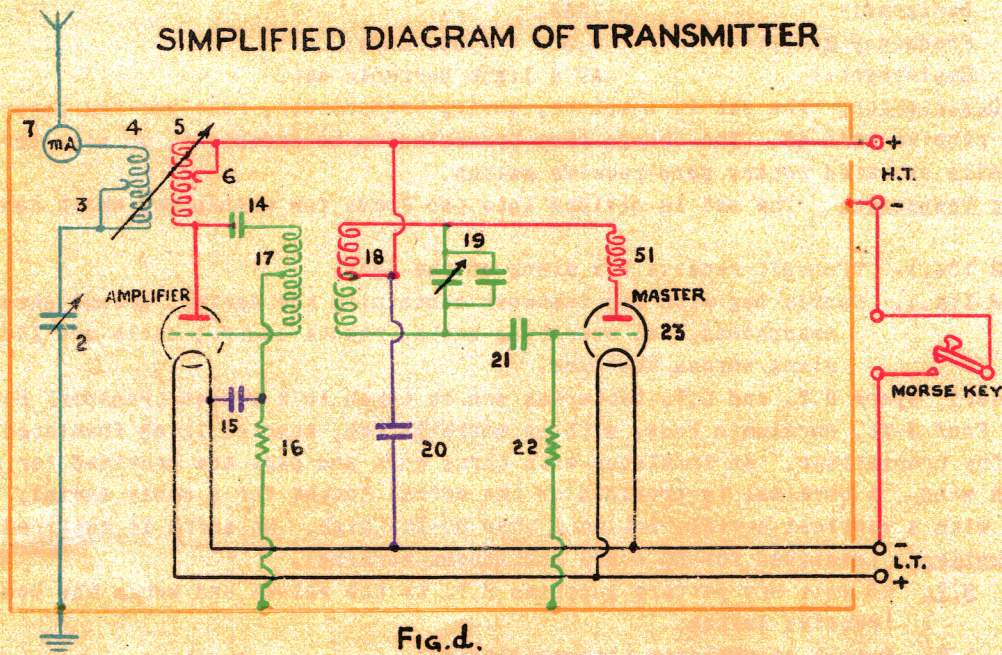 SIMPLIFIED DIAGRAM OF TRANSMITTER
7
mA
4
5
3
6
14
+
H.T.
-
17
18
19
51
AMPLIFIER
MASTER
2
23
21
MORSE KEY
15
16
20
22
-
L.T.
+
FIG.d.